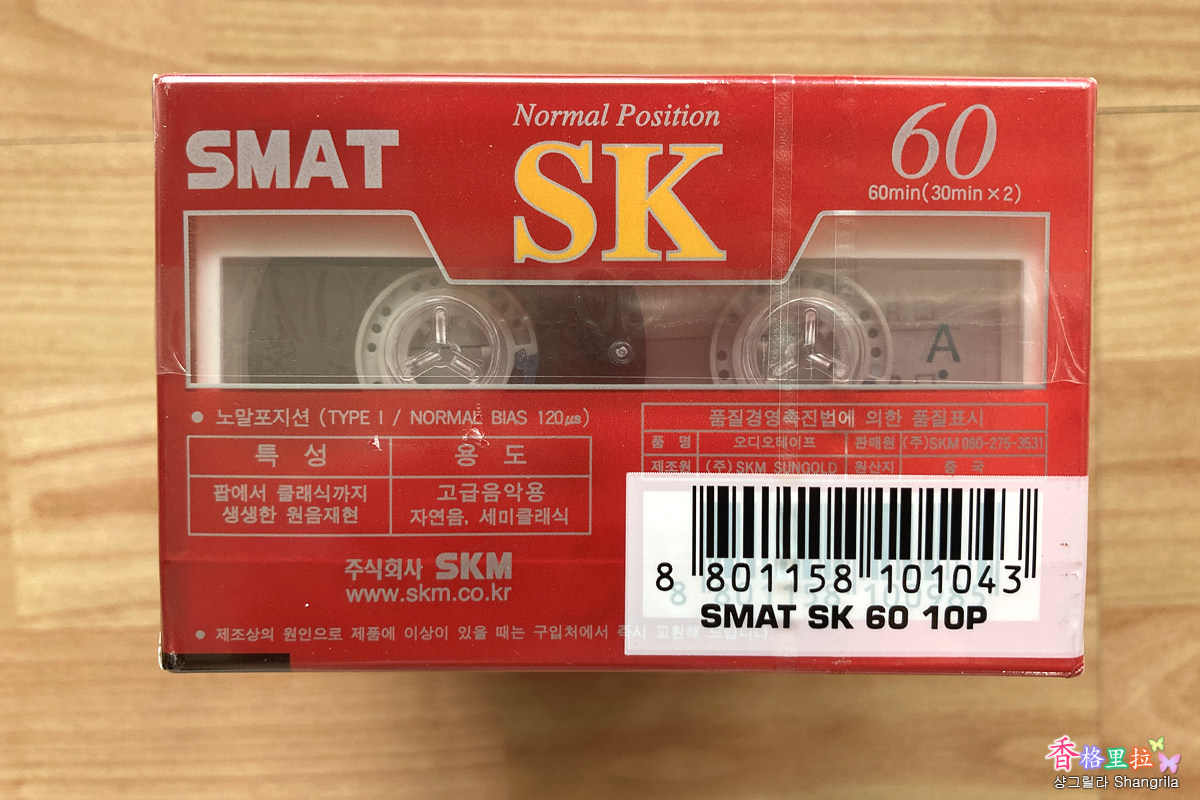 SMAT
Normal Position
SK
60
60min(30min×2)
A
● 노말포지션 (TYPE I / NORMAL BIAS 120㎲)
특 성 용 도
팝에서 클래식까지 고급음악용
생생한 원음재현 자연음, 세미클래식
품질경영촉진법에 의한 품질표시
품 명 오디오테이프 판매원 (주)SKM 080-275-3531
제조원 (주)SKM SUNGOLD 원산지 중 국
주식회사 SKM
www.skm.co.kr
● 제조상의 원인으로 제품에 이상이 있을 때는 구입처에서 즉시 교환해 드립니다.
8 801158 101043
SMAT SK 60 10P
香格里拉
샹그릴라 Shangrila